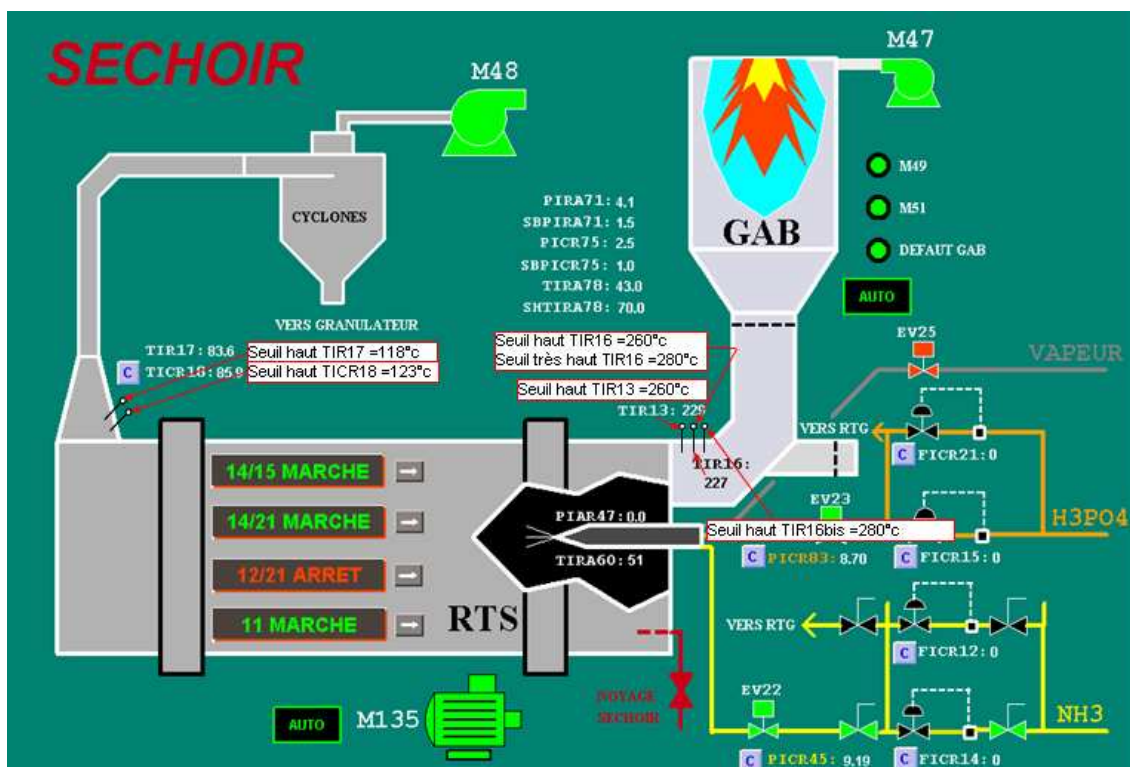 SECHOIR
M48
M47
CYCLONES
GAB
M49
M51
DEFAUT GAB
AUTO
PIRA71: 4.1
SBPIRA71: 1.5
PICR75: 2.5
SBPICR75: 1.0
TIRA78: 43.0
SHTIRA78: 70.0
VERS GRANULATEUR
TIR17: 83.6
Seuil haut TIR17 =118°c
C
TICR18: 85.9
Seuil haut TICR18 =123°c
Seuil haut TIR16 =260°c
Seuil très haut TIR16 =280°c
Seuil haut TIR13 =260°c
TIR13: 229
TIR16:
227
Seuil haut TIR16bis =280°c
EV25
VAPEUR
VERS RTG
C
FICR21: 0
EV23
H3PO4
C
PICR83: 8.70
C
FICR15: 0
14/15 MARCHE
14/21 MARCHE
12/21 ARRET
11 MARCHE
PIAR47: 0.0
TIRA60: 51
RTS
VERS RTG
C
FICR12: 0
NOYAGE
SECHOIR
EV22
NH3
C
PICR45: 9.19
C
FICR14: 0
AUTO
M135